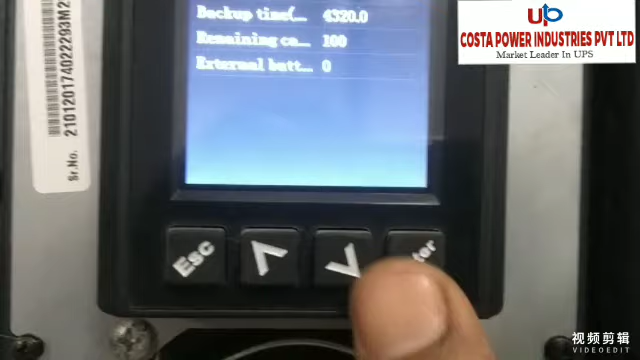 Backup time(... 4320.0
Remaining ca... 100
External batt... 0
Sr.No. 210120174022293M2
Esc
UP
COSTA POWER INDUSTRIES PVT LTD
Market Leader In UPS
视频剪辑
VIDEOEDIT